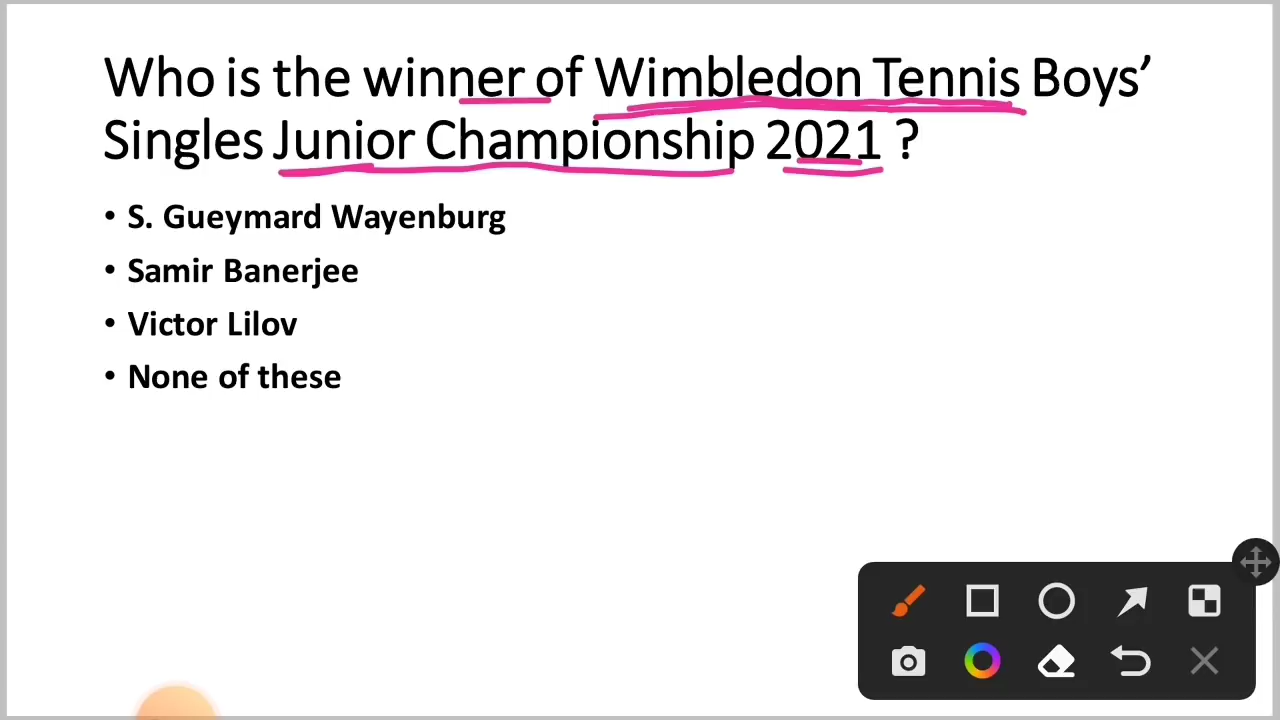 Who is the winner of Wimbledon Tennis Boys’
Singles Junior Championship 2021 ?
• S. Gueymard Wayenburg
• Samir Banerjee
• Victor Lilov
• None of these